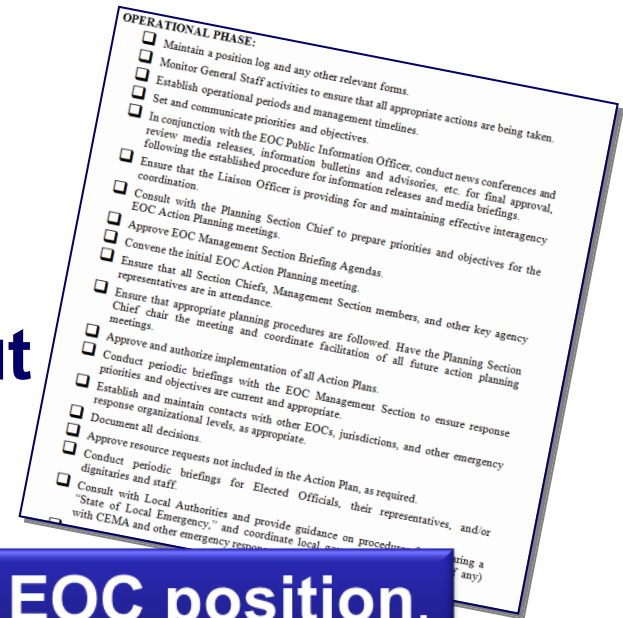 OPERATIONAL PHASE:
❏ Maintain a position log and any other relevant forms.
❏ Monitor General Staff activities to ensure that all appropriate actions are being taken.
❏ Establish operational periods and management timelines.
❏ Set and communicate priorities and objectives.
❏ In conjunction with the EOC Public Information Officer, conduct news conferences and
review media releases, information bulletins and advisories, etc. for final approval,
following the established procedure for information releases and media briefings.
❏ Ensure that the Liaison Officer is providing for and maintaining effective interagency
coordination.
❏ Consult with the Planning Section Chief to prepare priorities and objectives for the
EOC Action Planning meetings.
❏ Approve EOC Management Section Briefing Agendas.
❏ Convene the initial EOC Action Planning meeting.
❏ Ensure that all Section Chiefs, Management Section members, and other key agency
representatives are in attendance.
❏ Ensure that appropriate planning procedures are followed. Have the Planning Section
Chief chair the meeting and coordinate facilitation of all future action planning
meetings.
❏ Approve and authorize implementation of all Action Plans.
❏ Conduct periodic briefings with the EOC Management Section to ensure response
priorities and objectives are current and appropriate.
❏ Establish and maintain contacts with other EOCs, jurisdictions, and other emergency
response organizational levels, as appropriate.
❏ Document all decisions.
❏ Approve resource requests not included in the Action Plan, as required.
❏ Conduct periodic briefings for Elected Officials, their representatives, and/or
dignitaries and staff.
❏ Consult with Local Authorities and provide guidance on procedures
"State of Local Emergency," and coordinate local
with CEMA and other emergency any)
ut
EOC position.